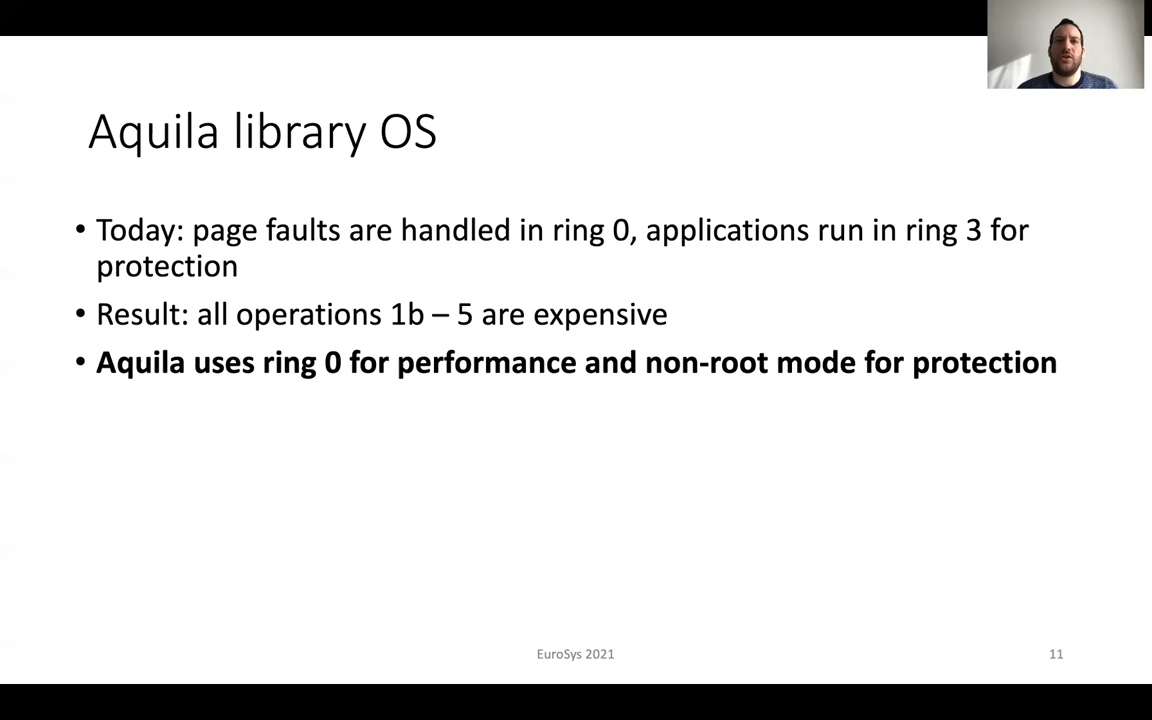 Aquila library OS
• Today: page faults are handled in ring 0, applications run in ring 3 for
protection
• Result: all operations 1b – 5 are expensive
• Aquila uses ring 0 for performance and non-root mode for protection
EuroSys 2021
11